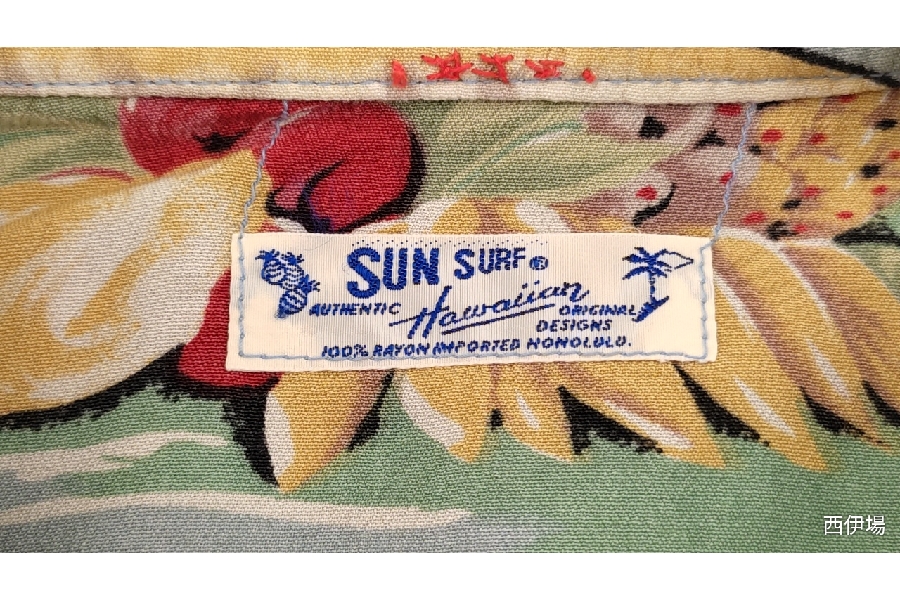 SUN SURF®
AUTHENTIC Hawaiian ORIGINAL
DESIGNS
100% RAYON IMPORTED HONOLULU.
西伊場